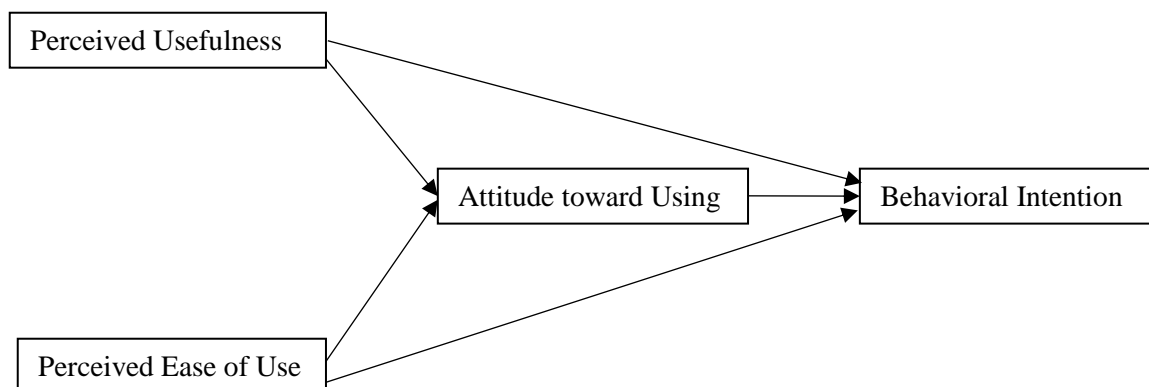 Perceived Usefulness
Attitude toward Using
Behavioral Intention
Perceived Ease of Use